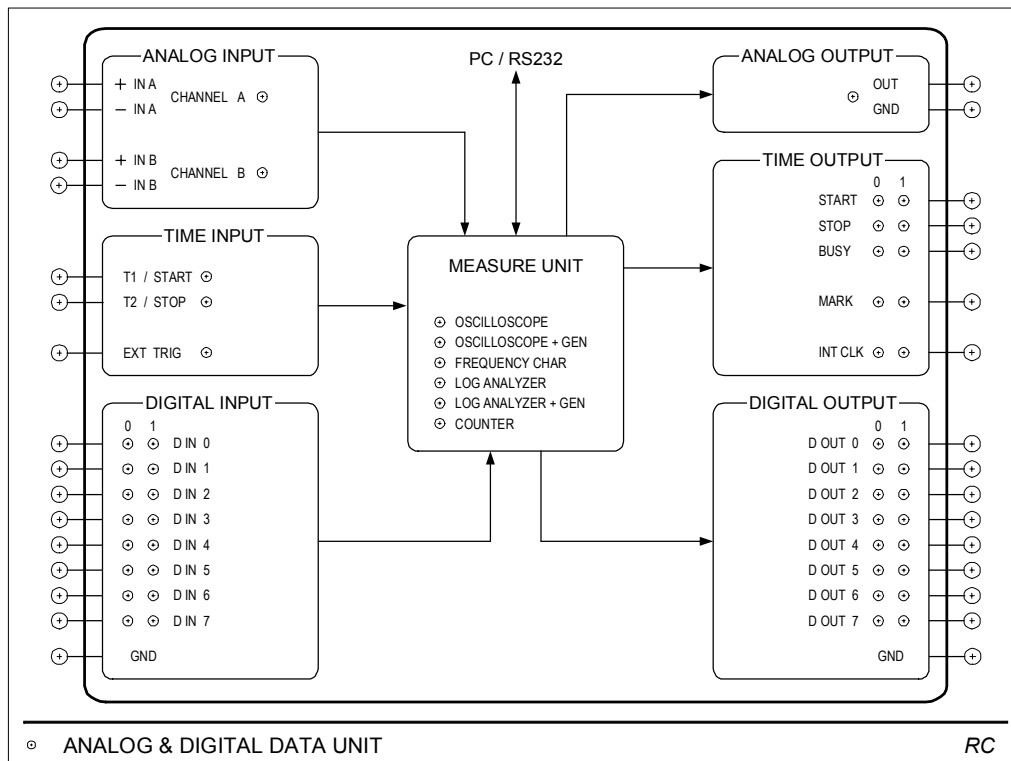 ANALOG INPUT
+ IN A
CHANNEL A
– IN A
+ IN B
CHANNEL B
– IN B
TIME INPUT
T1 / START
T2 / STOP
EXT TRIG
DIGITAL INPUT
0 1
D IN 0
D IN 1
D IN 2
D IN 3
D IN 4
D IN 5
D IN 6
D IN 7
GND
PC / RS232
MEASURE UNIT
OSCILLOSCOPE
OSCILLOSCOPE + GEN
FREQUENCY CHAR
LOG ANALYZER
LOG ANALYZER + GEN
COUNTER
ANALOG OUTPUT
OUT
GND
TIME OUTPUT
0 1
START
STOP
BUSY
MARK
INT CLK
DIGITAL OUTPUT
0 1
D OUT 0
D OUT 1
D OUT 2
D OUT 3
D OUT 4
D OUT 5
D OUT 6
D OUT 7
GND
ANALOG & DIGITAL DATA UNIT
RC